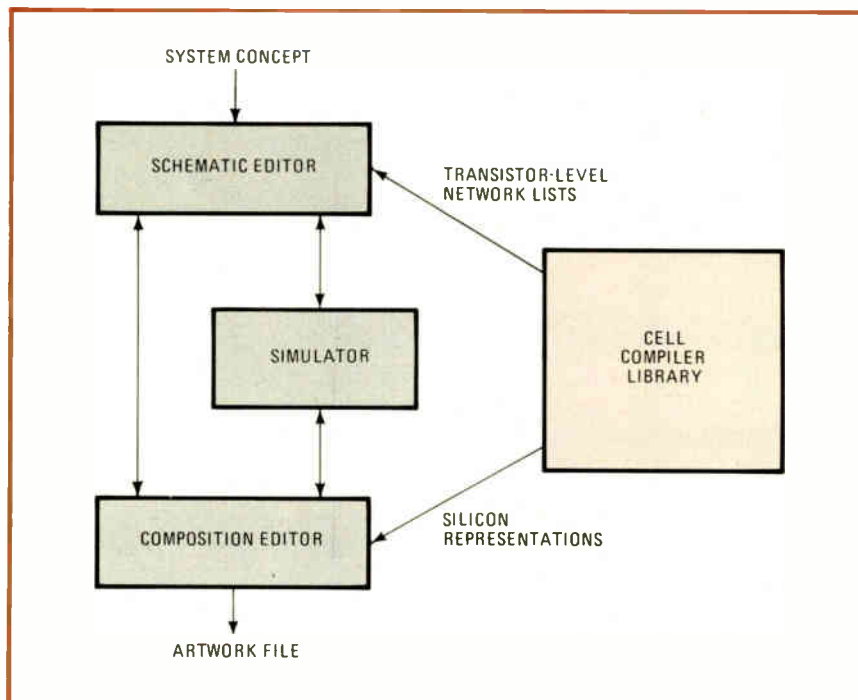 SYSTEM CONCEPT
SCHEMATIC EDITOR
TRANSISTOR-LEVEL
NETWORK LISTS
SIMULATOR
CELL
COMPILER
LIBRARY
COMPOSITION EDITOR
SILICON
REPRESENTATIONS
ARTWORK FILE